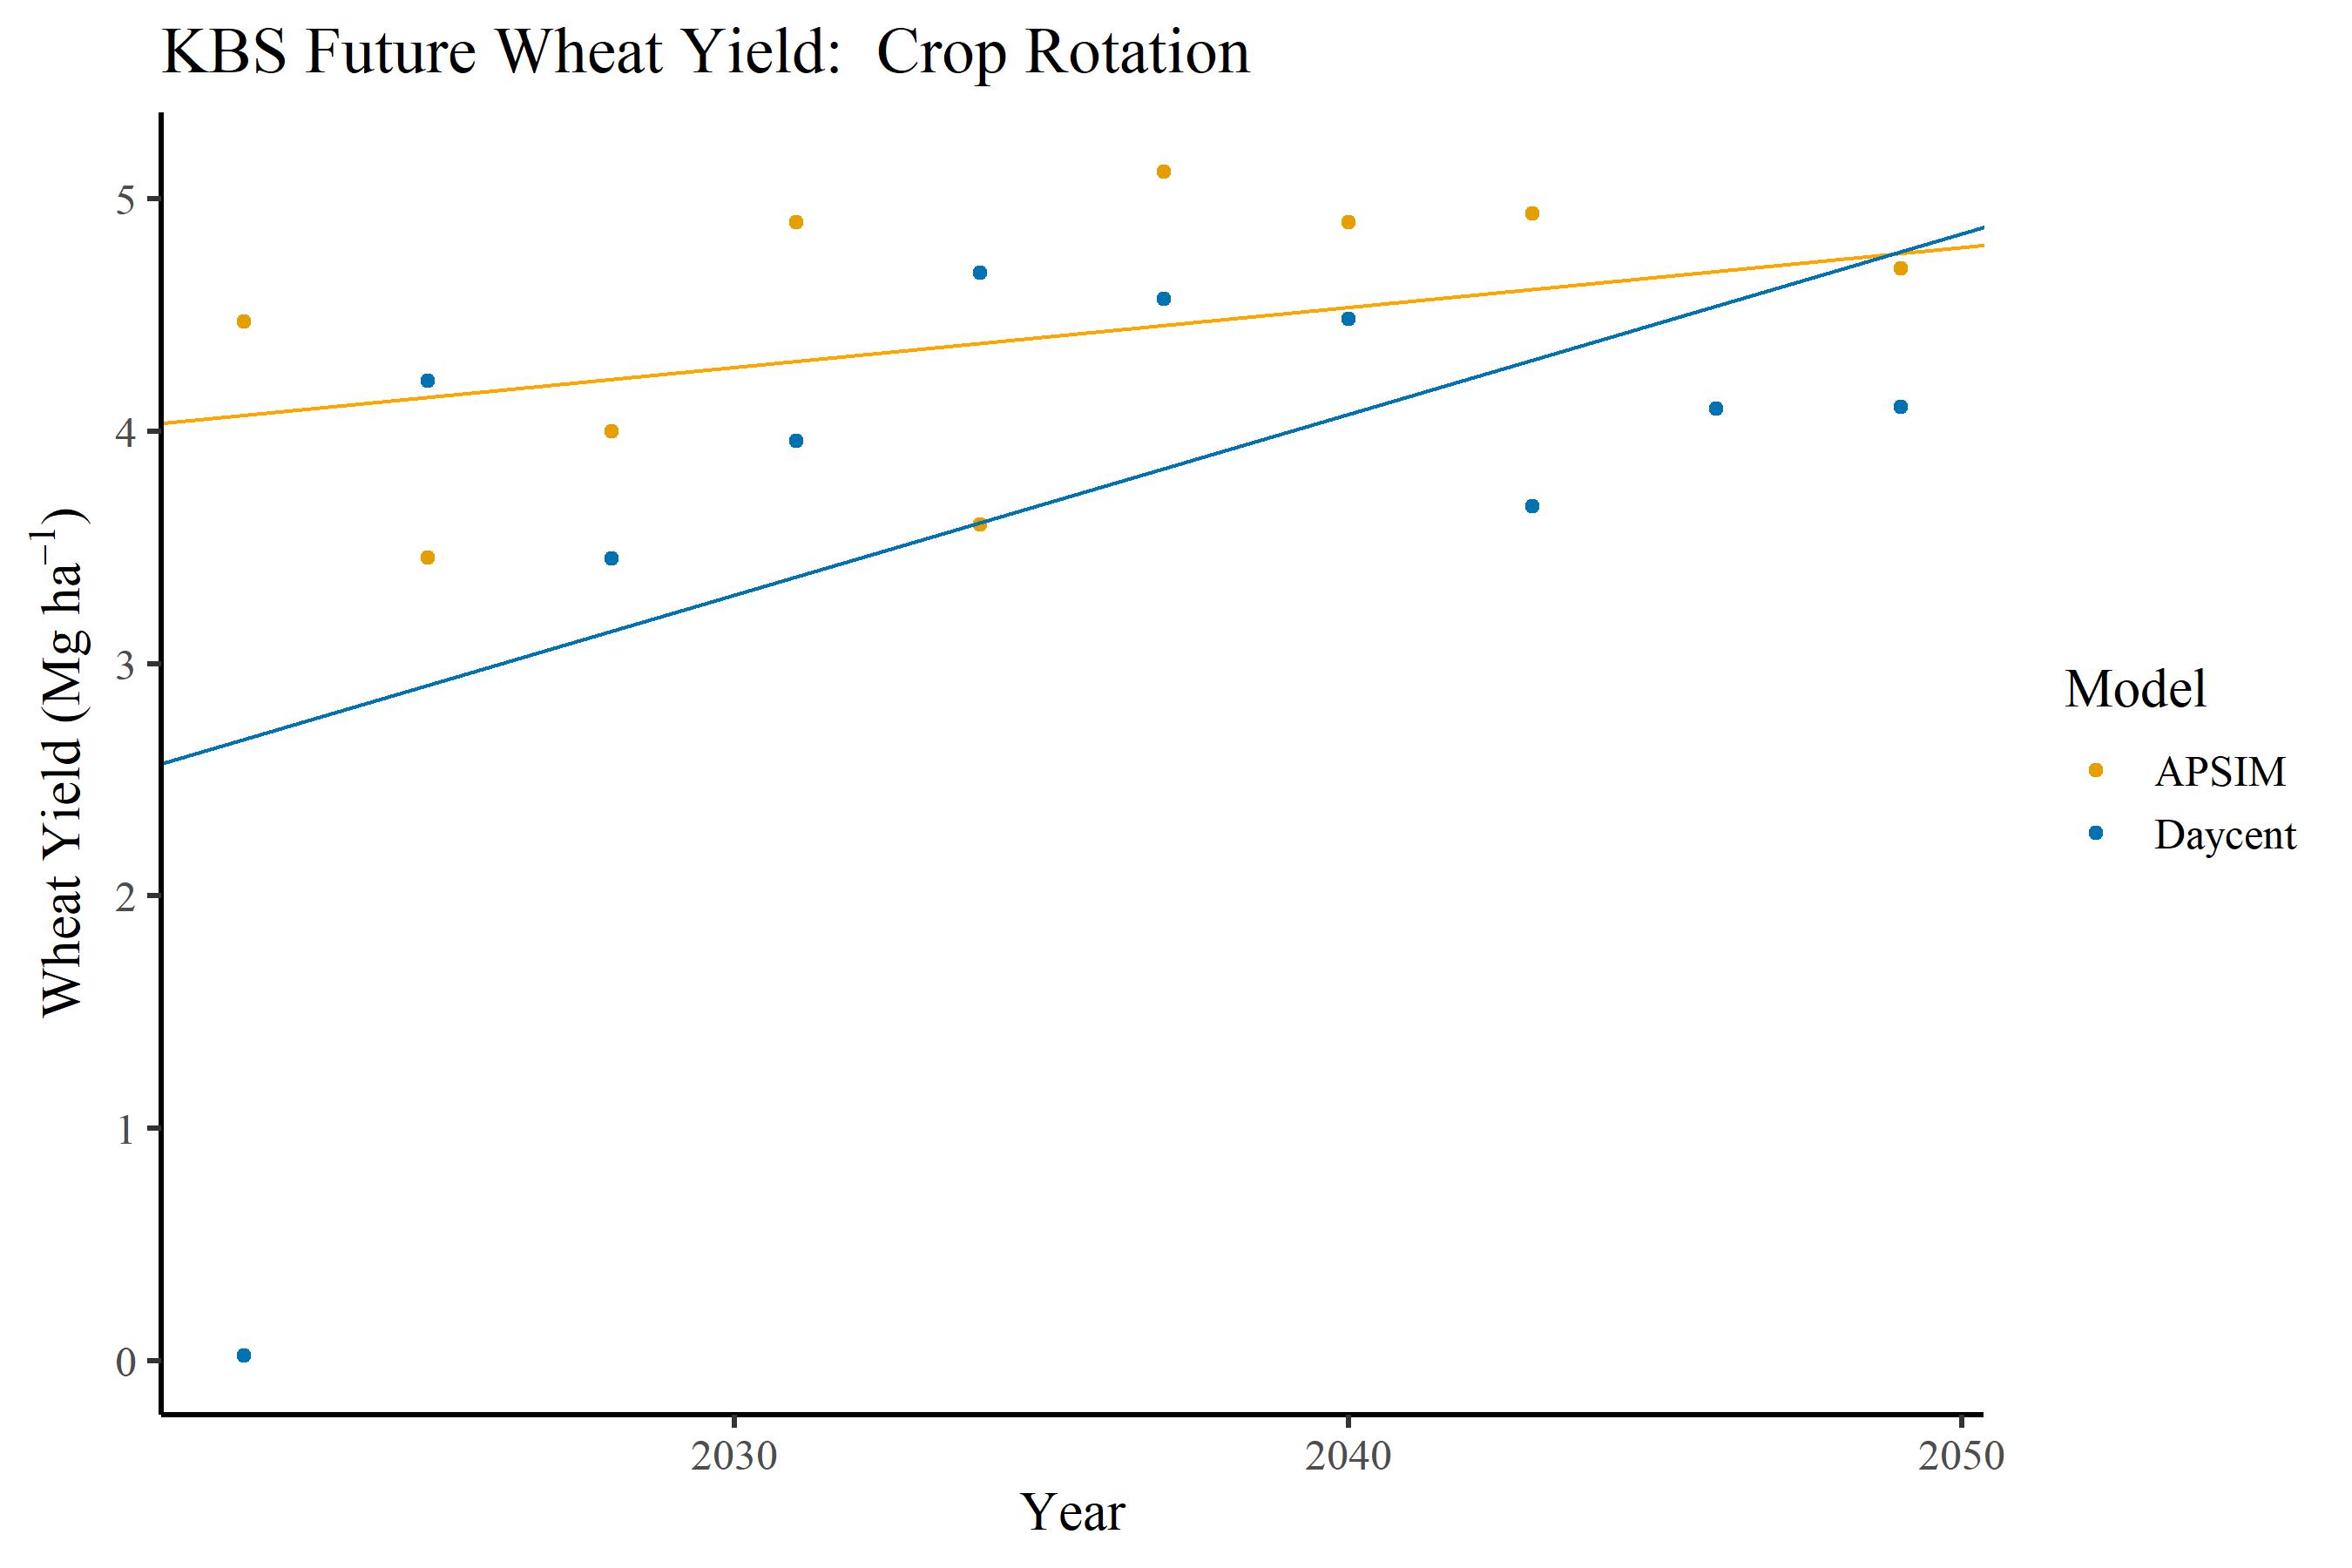 KBS Future Wheat Yield:  Crop Rotation
Wheat Yield (Mg ha⁻¹)
5
4
3
2
1
0
2030
2040
2050
Year
Model
APSIM
Daycent